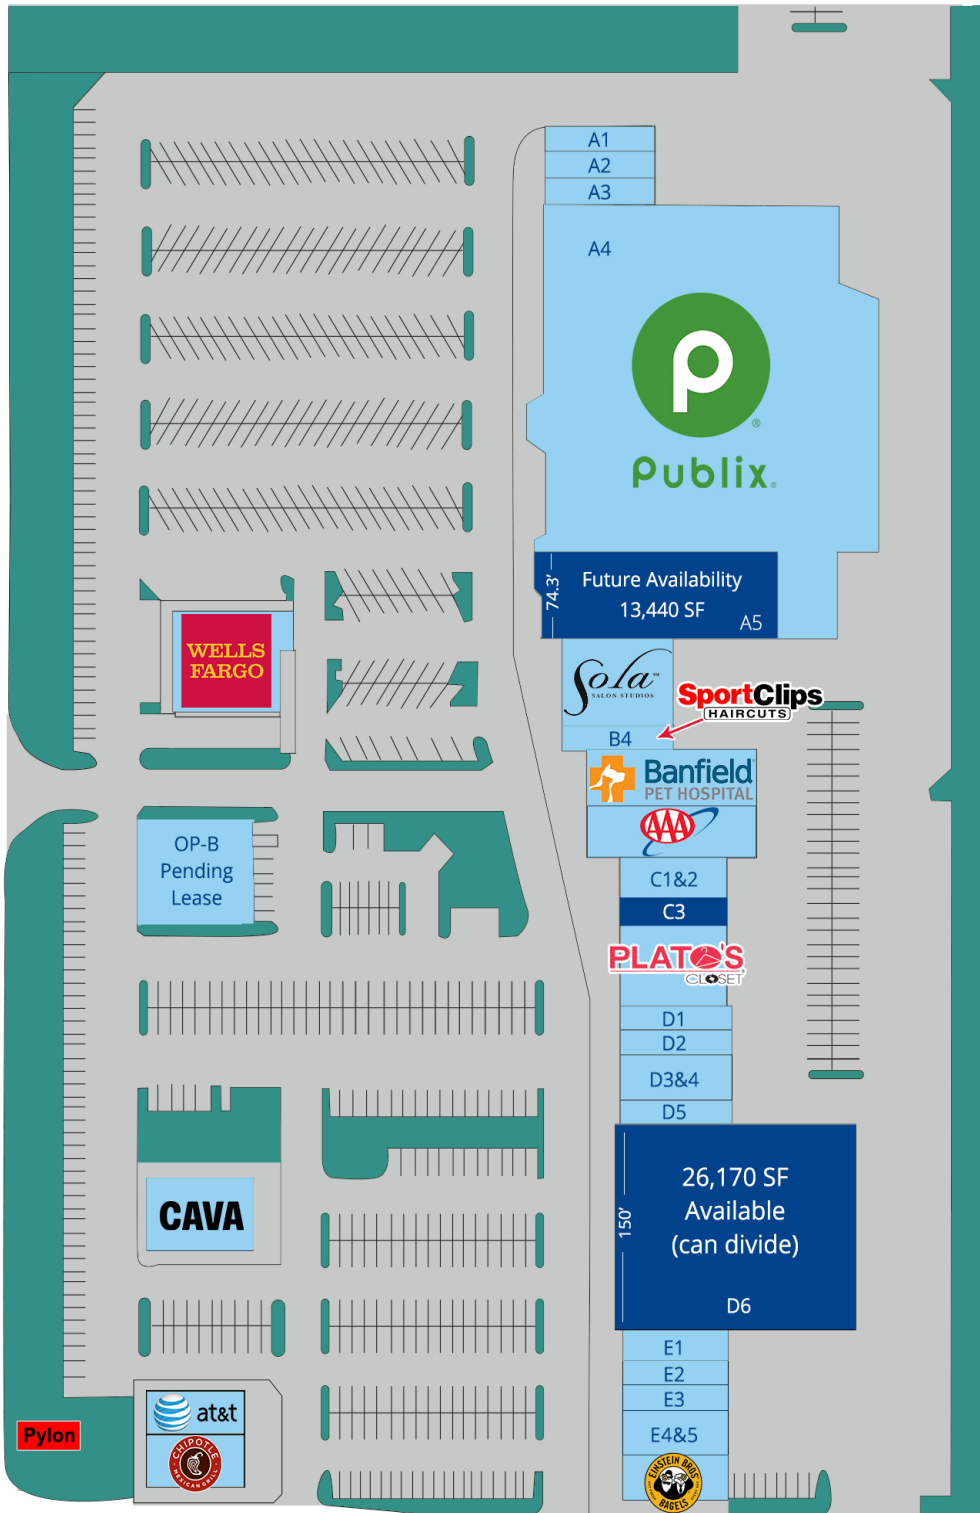 A1
A2
A3
A4
Publix.
74.3'
Future Availability
13,440 SF
A5
WELLS
FARGO
Sola
SALON STUDIOS
SportClips
HAIRCUTS
B4
Banfield
PET HOSPITAL
AAA
OP-B
Pending
Lease
C1&2
C3
PLATO'S
CLOSET
D1
D2
D3&4
D5
150'
26,170 SF
Available
(can divide)
D6
CAVA
E1
E2
E3
E4&5
at&t
CHIPOTLE
MEXICAN GRILL
Pylon
EINSTEIN BROS
BAGELS